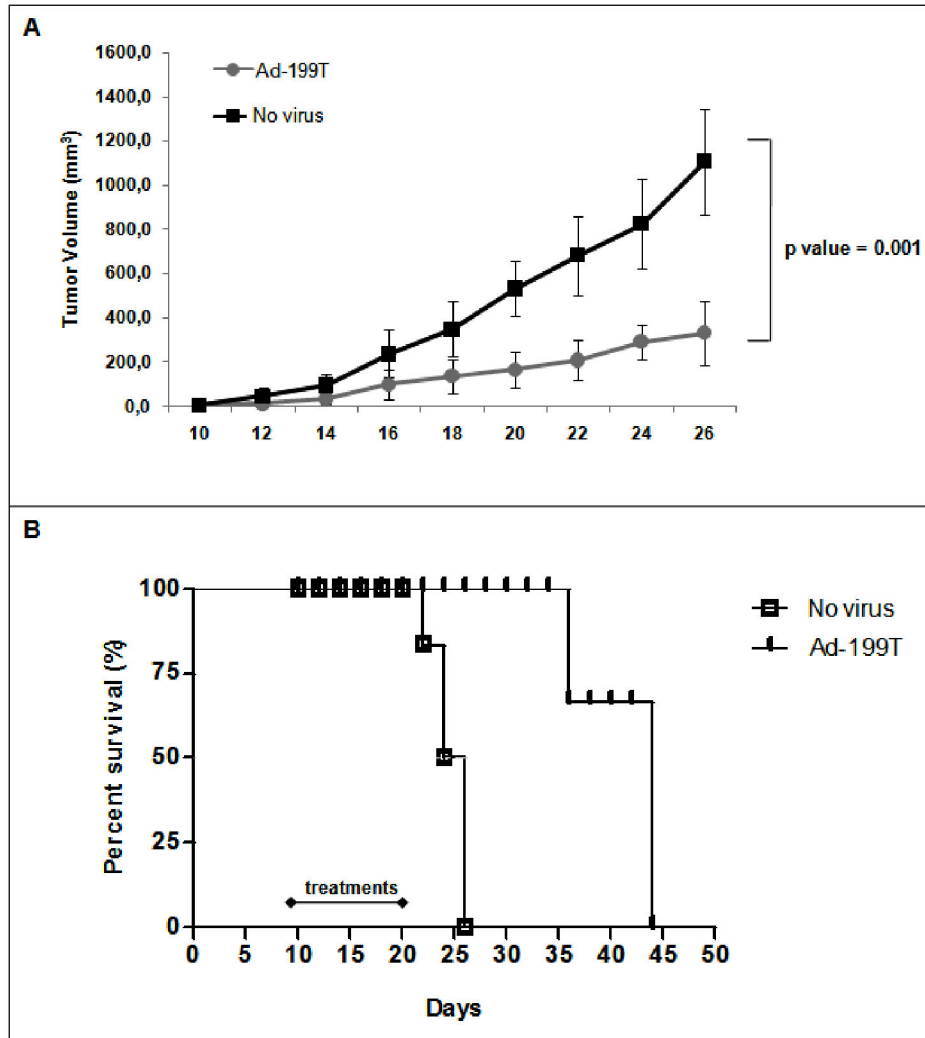 A
1600,0
1400,0
1200,0
1000,0
800,0
600,0
400,0
200,0
0,0
Tumor Volume (mm³)
Ad-199T
No virus
p value = 0.001
10 12 14 16 18 20 22 24 26
B
100
75
50
25
0
Percent survival (%)
No virus
Ad-199T
treatments
0 5 10 15 20 25 30 35 40 45 50
Days